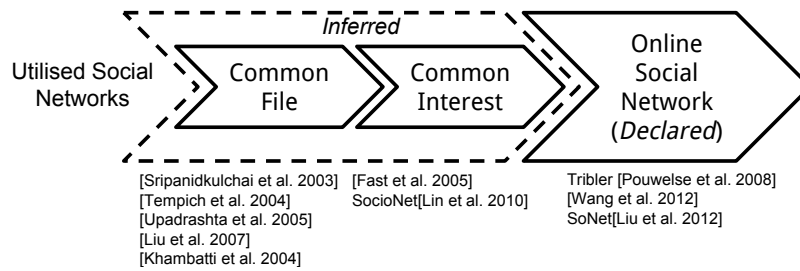 Inferred
Utilised Social
Networks
Common
File
Common
Interest
Online
Social
Network
(Declared)
[Sripanidkulchai et al. 2003]
[Tempich et al. 2004]
[Upadrashta et al. 2005]
[Liu et al. 2007]
[Khambatti et al. 2004]
[Fast et al. 2005]
SocioNet[Lin et al. 2010]
Tribler [Pouwelse et al. 2008]
[Wang et al. 2012]
SoNet[Liu et al. 2012]